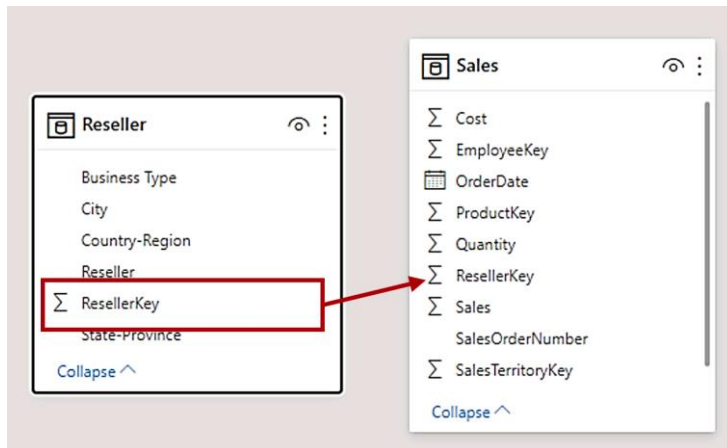 Reseller
Business Type
City
Country-Region
Reseller
ResellerKey
State-Province
Collapse
Sales
Cost
EmployeeKey
OrderDate
ProductKey
Quantity
ResellerKey
Sales
SalesOrderNumber
SalesTerritoryKey
Collapse